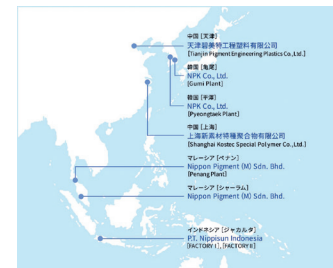 中国 [天津]
天津碧美特工程塑料有限公司
[Tianjin Pigment Engineering Plastics Co., Ltd.]
韓国 [亀尾]
NPK Co., Ltd.
[Gumi Plant]
韓国 [平澤]
NPK Co., Ltd.
[Pyeongtaek Plant]
中国 [上海]
上海新素材特種聚合物有限公司
[Shanghai Kostec Special Polymer Co., Ltd.]
マレーシア [ペナン]
Nippon Pigment (M) Sdn. Bhd.
[Penang Plant]
マレーシア [シャーラム]
Nippon Pigment (M) Sdn. Bhd.
インドネシア [ジャカルタ]
P.T. Nippisun Indonesia
[FACTORY I], [FACTORY II]